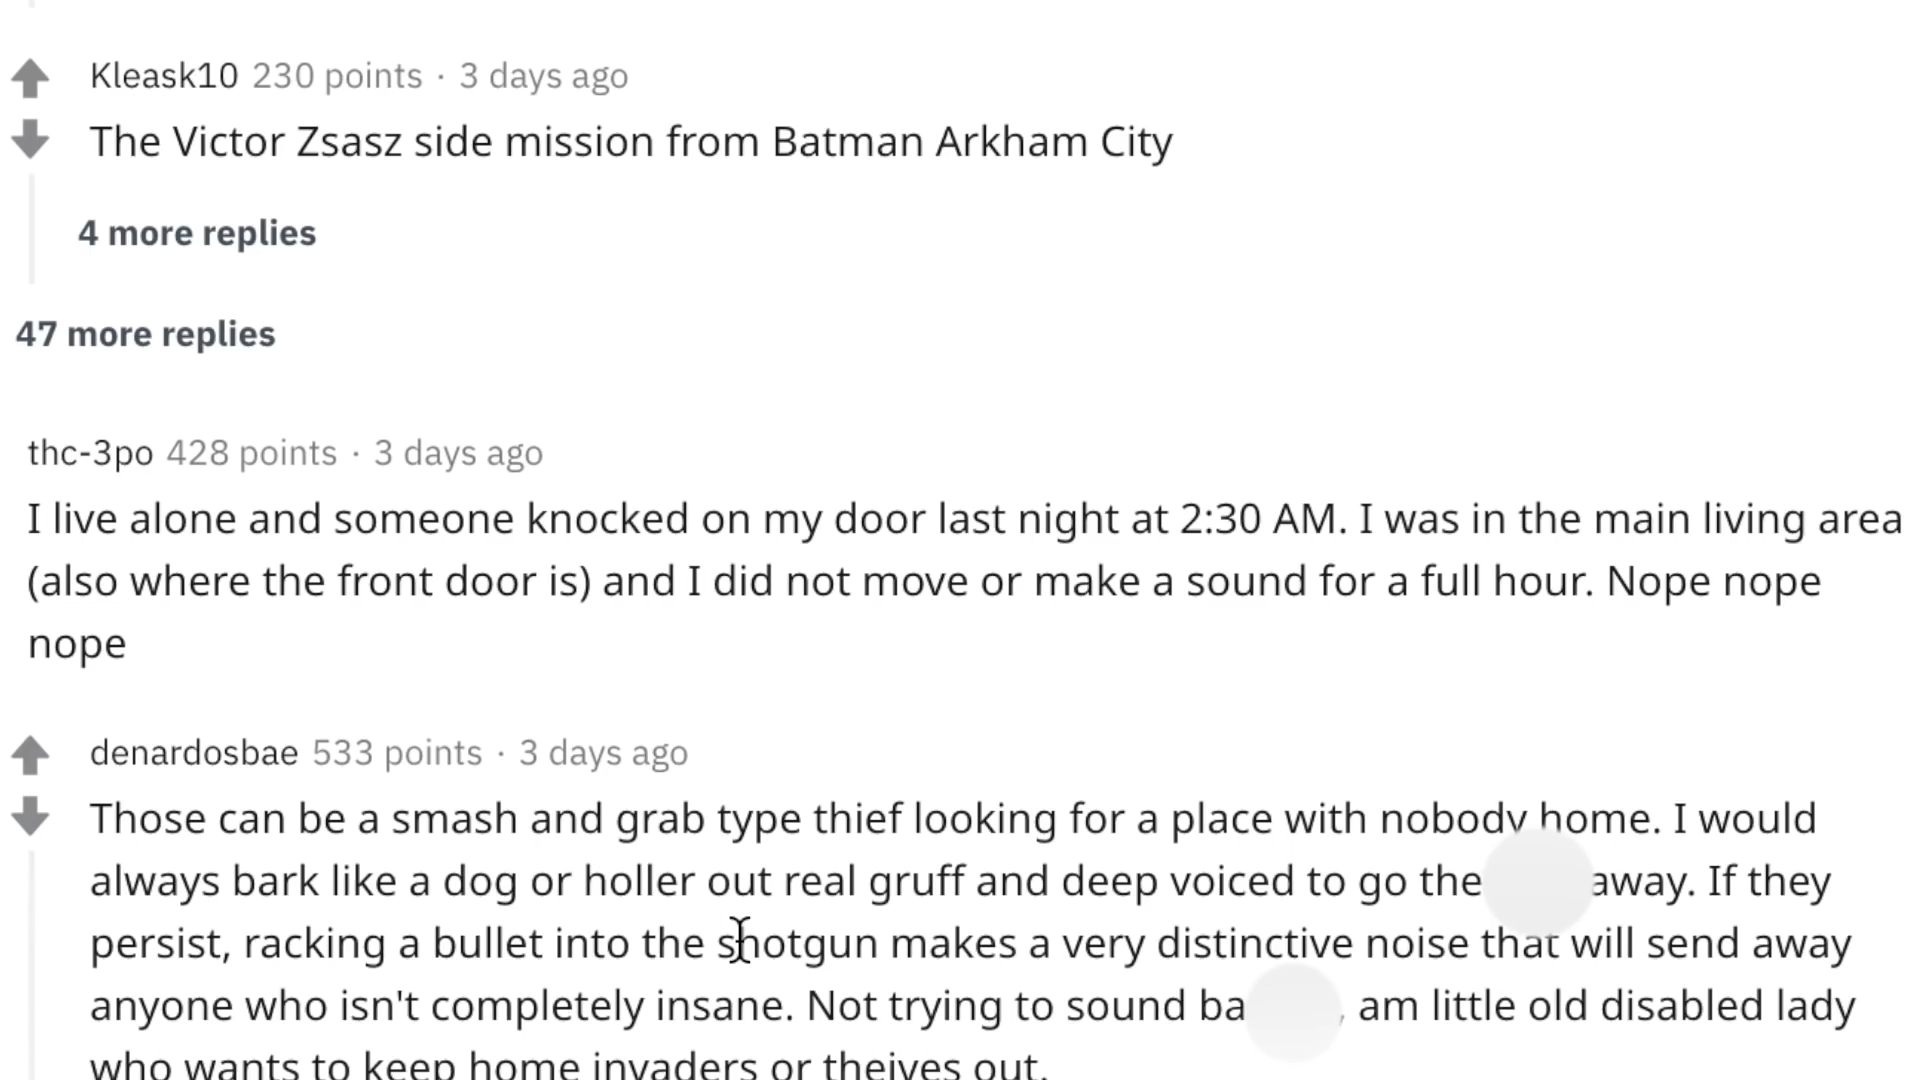 Kleask10 230 points · 3 days ago
The Victor Zsasz side mission from Batman Arkham City
4 more replies
47 more replies
thc-3po 428 points · 3 days ago
I live alone and someone knocked on my door last night at 2:30 AM. I was in the main living area
(also where the front door is) and I did not move or make a sound for a full hour. Nope nope
nope
denardosbae 533 points · 3 days ago
Those can be a smash and grab type thief looking for a place with nobody home. I would
always bark like a dog or holler out real gruff and deep voiced to go the away. If they
persist, racking a bullet into the shotgun makes a very distinctive noise that will send away
anyone who isn't completely insane. Not trying to sound ba , am little old disabled lady
who wants to keep home invaders or theives out.